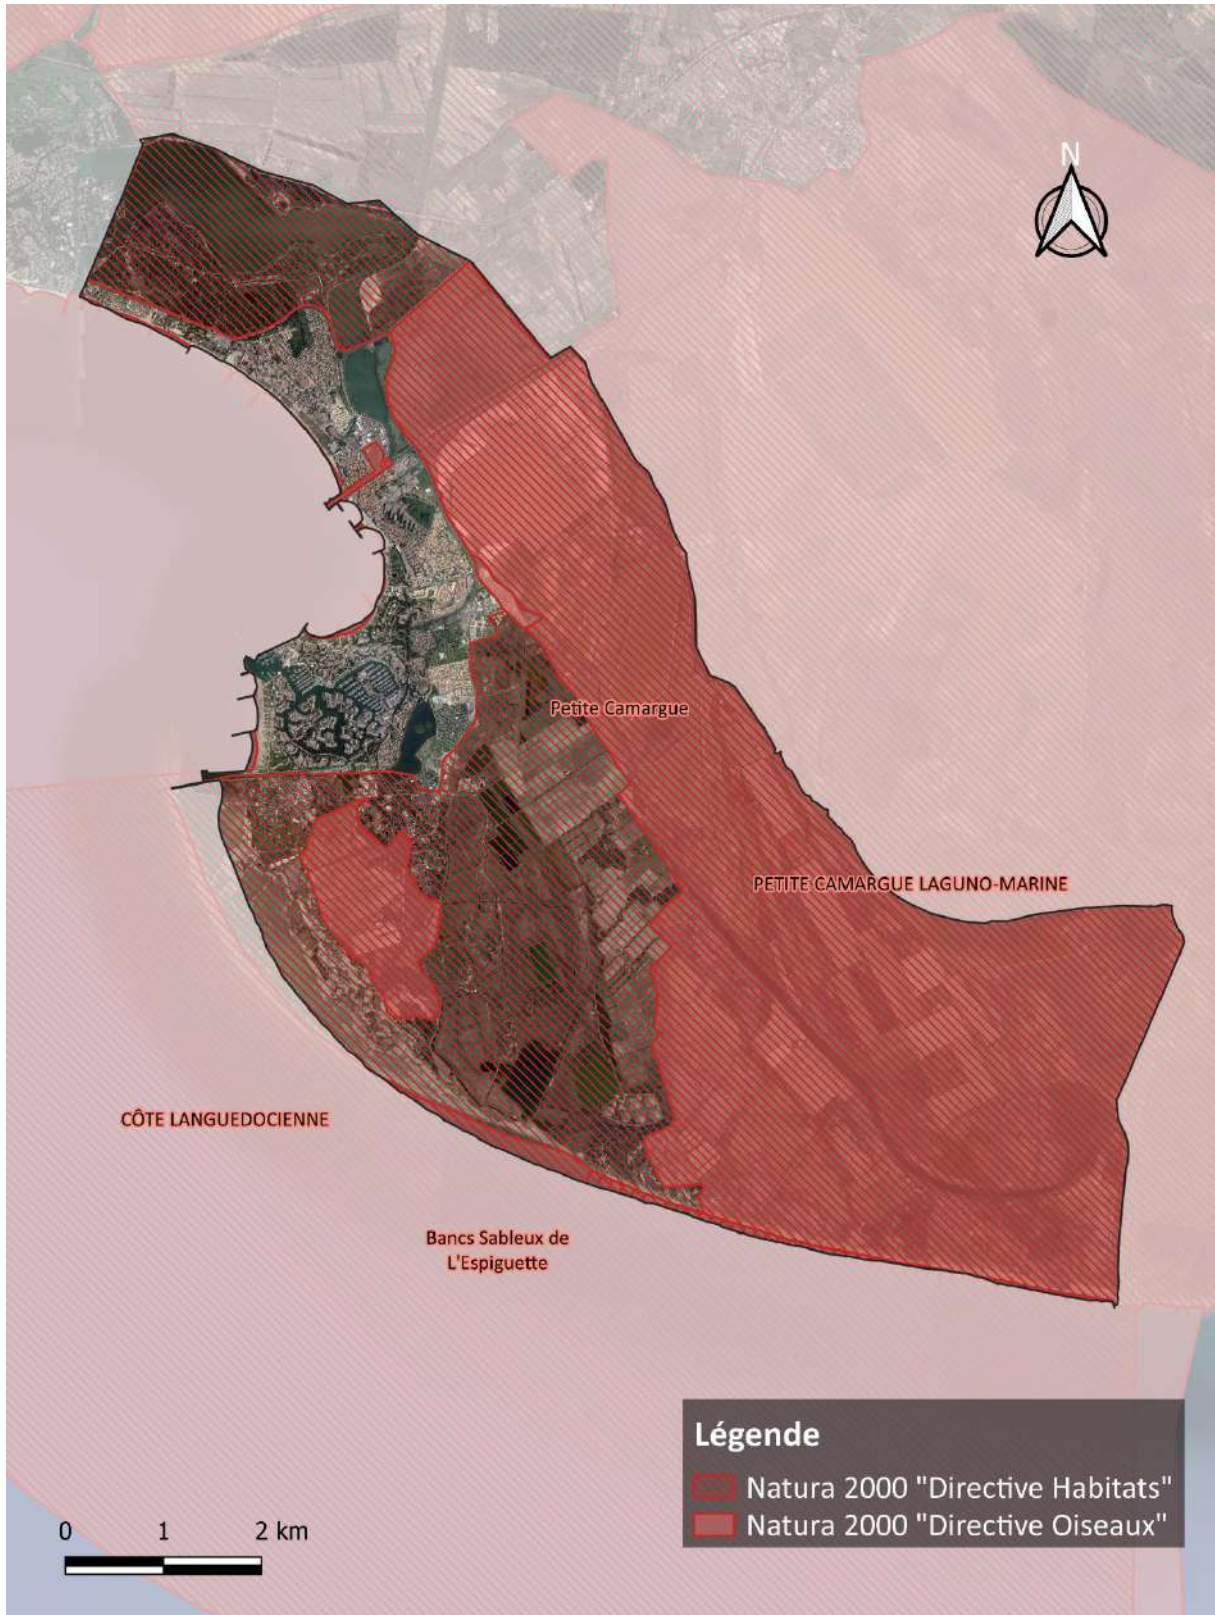 N
Petite Camargue
PETITE CAMARGUE LAGUNO-MARINE
CÔTE LANGUEDOCIENNE
Bancs Sableux de
L'Espiguette
Légende
Natura 2000 "Directive Habitats"
Natura 2000 "Directive Oiseaux"
0 1 2 km